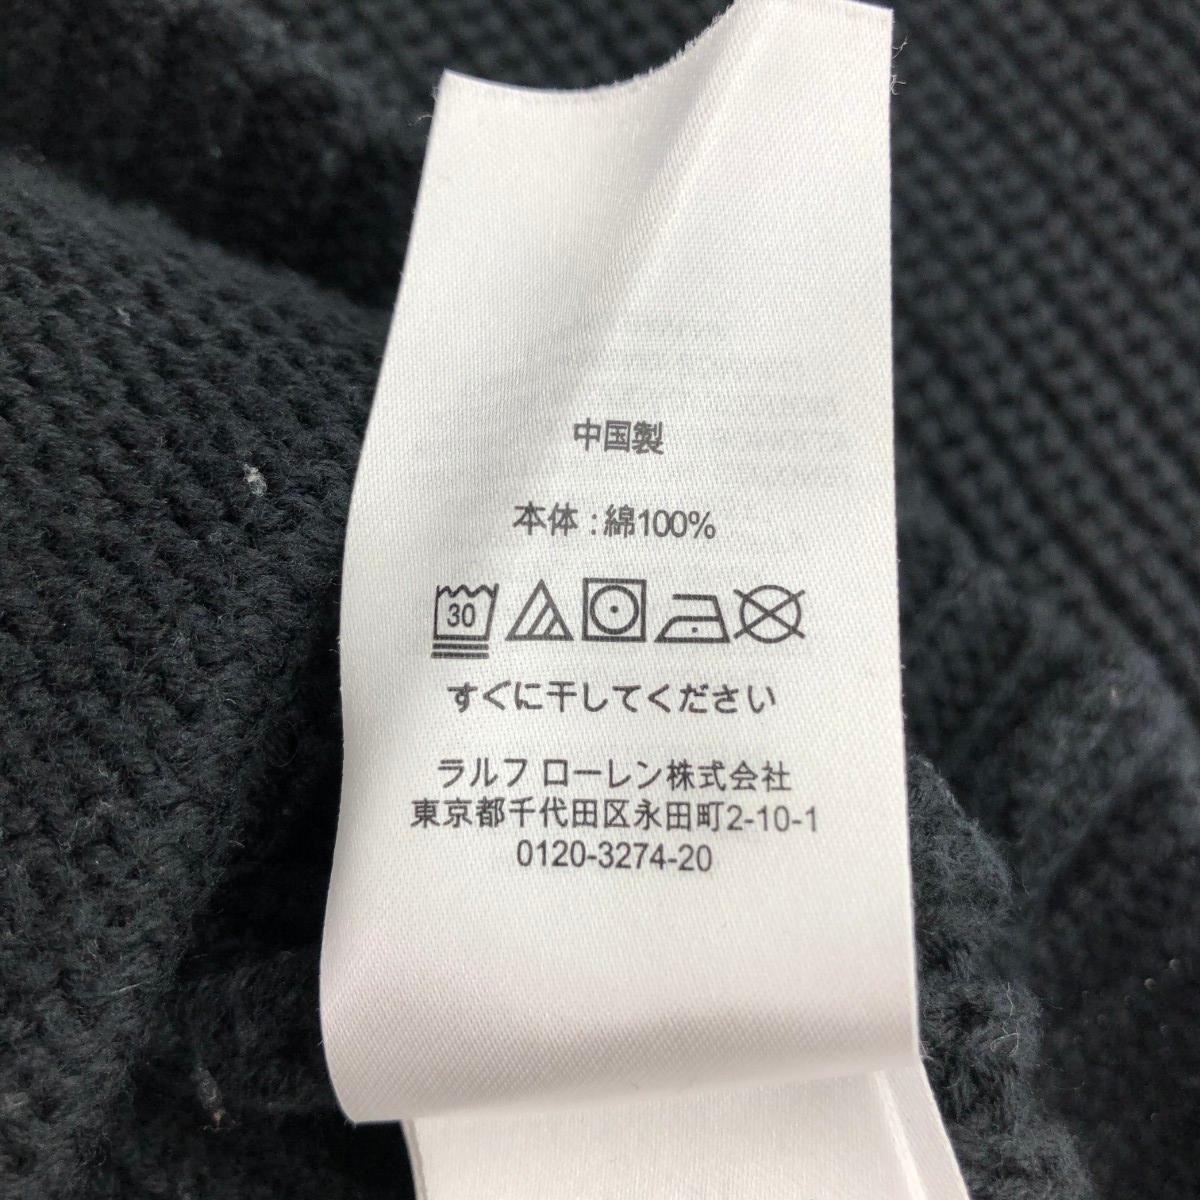 中国製
本体:綿100%
30
すぐに干してください
ラルフ ローレン株式会社
東京都千代田区永田町2-10-1
0120-3274-20